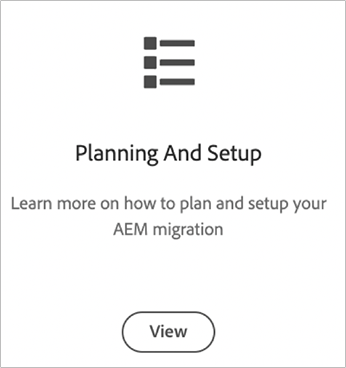 Planning And Setup
Learn more on how to plan and setup your
AEM migration
View